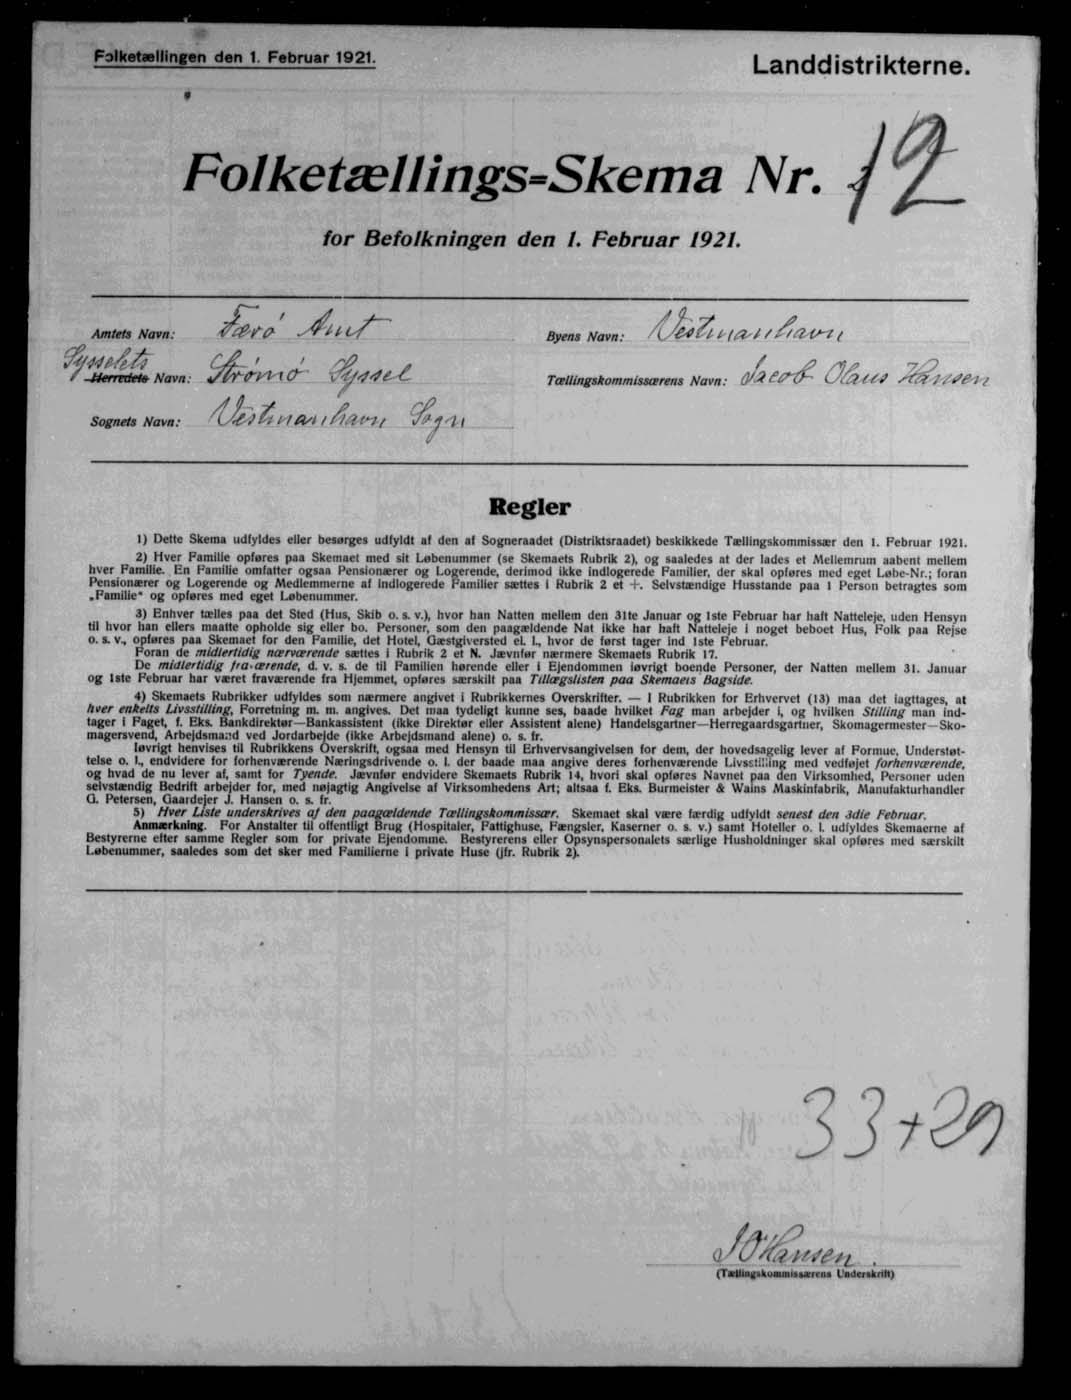 Folketællingen den 1. Februar 1921.
Landdistrikterne.
Folketællings=Skema Nr. 12
for Befolkningen den 1. Februar 1921.
Amtets Navn: Færø Amt
Byens Navn: Vestmanhavn
Sysselets
Herredets Navn: Strømø Syssel
Tællingskommissærens Navn: Jacob Olaus Hansen
Sognets Navn: Vestmanhavn Sogn
Regler
1) Dette Skema udfyldes eller besørges udfyldt af den af Sogneraadet (Distriktsraadet) beskikkede Tællingskommissær den 1. Februar 1921.
2) Hver Familie opføres paa Skemaet med sit Løbenummer (se Skemaets Rubrik 2), og saaledes at der lades et Mellemrum aabent mellem
hver Familie. En Familie omfatter ogsaa Pensionærer og Logerende, derimod ikke indlogerede Familier, der skal opføres med eget Løbe-Nr.; foran
Pensionærer og Logerende og Medlemmerne af indlogerede Familier sættes i Rubrik 2 et +. Selvstændige Husstande paa 1 Person betragtes som
„Familie“ og opføres med eget Løbenummer.
3) Enhver tælles paa det Sted (Hus, Skib o. s. v.), hvor han Natten mellem den 31te Januar og 1ste Februar har haft Natteleje, uden Hensyn
til hvor han ellers maatte opholde sig eller bo. Personer, som den paagældende Nat ikke har haft Natteleje i noget beboet Hus, Folk paa Rejse
o. s. v., opføres paa Skemaet for den Familie, det Hotel, Gæstgiversted el. l., hvor de først tager ind 1ste Februar.
Foran de midlertidig nærværende sættes i Rubrik 2 et N. Jævnfør nærmere Skemaets Rubrik 17.
De midlertidig fraværende, d. v. s. de til Familien hørende eller i Ejendommen iøvrigt boende Personer, der Natten mellem 31. Januar
og 1ste Februar har været fraværende fra Hjemmet, opføres særskilt paa Tillægslisten paa Skemaets Bagside.
4) Skemaets Rubrikker udfyldes som nærmere angivet i Rubrikkernes Overskrifter. — I Rubrikken for Erhvervet (13) maa det iagttages, at
hver enkelts Livsstilling, Forretning m. m. angives. Det maa tydeligt kunne ses, baade hvilket Fag man arbejder i, og hvilken Stilling man ind-
tager i Faget, f. Eks. Bankdirektør—Bankassistent (ikke Direktør eller Assistent alene) Handelsgartner—Herregaardsgartner, Skomagermester—Sko-
magersvend, Arbejdsmand ved Jordarbejde (ikke Arbejdsmand alene) o. s. fr.
Iøvrigt henvises til Rubrikkens Overskrift, ogsaa med Hensyn til Erhvervsangivelsen for dem, der hovedsagelig lever af Formue, Understøt-
telse o. l., endvidere for forhenværende Næringsdrivende o. l. der baade maa angive deres forhenværende Livsstilling med vedføjet forhenværende,
og hvad de nu lever af, samt for Tyende. Jævnfør endvidere Skemaets Rubrik 14, hvori skal opføres Navnet paa den Virksomhed, Personer uden
selvstændig Bedrift arbejder for, med nøjagtig Angivelse af Virksomhedens Art; altsaa f. Eks. Burmeister & Wains Maskinfabrik, Manufakturhandler
G. Petersen, Gaardejer J. Hansen o. s. fr.
5) Hver Liste underskrives af den paagældende Tællingskommissær. Skemaet skal være færdig udfyldt senest den 3die Februar.
Anmærkning. For Anstalter til offentligt Brug (Hospitaler, Fattighuse, Fængsler, Kaserner o. s. v.) samt Hoteller o. l. udfyldes Skemaerne af
Bestyrerne efter samme Regler som for private Ejendomme. Bestyrerens eller Opsynspersonalets særlige Husholdninger skal opføres med særskilt
Løbenummer, saaledes som det sker med Familierne i private Huse (jfr. Rubrik 2).
33+29
J O Hansen.
(Tællingskommissærens Underskrift)